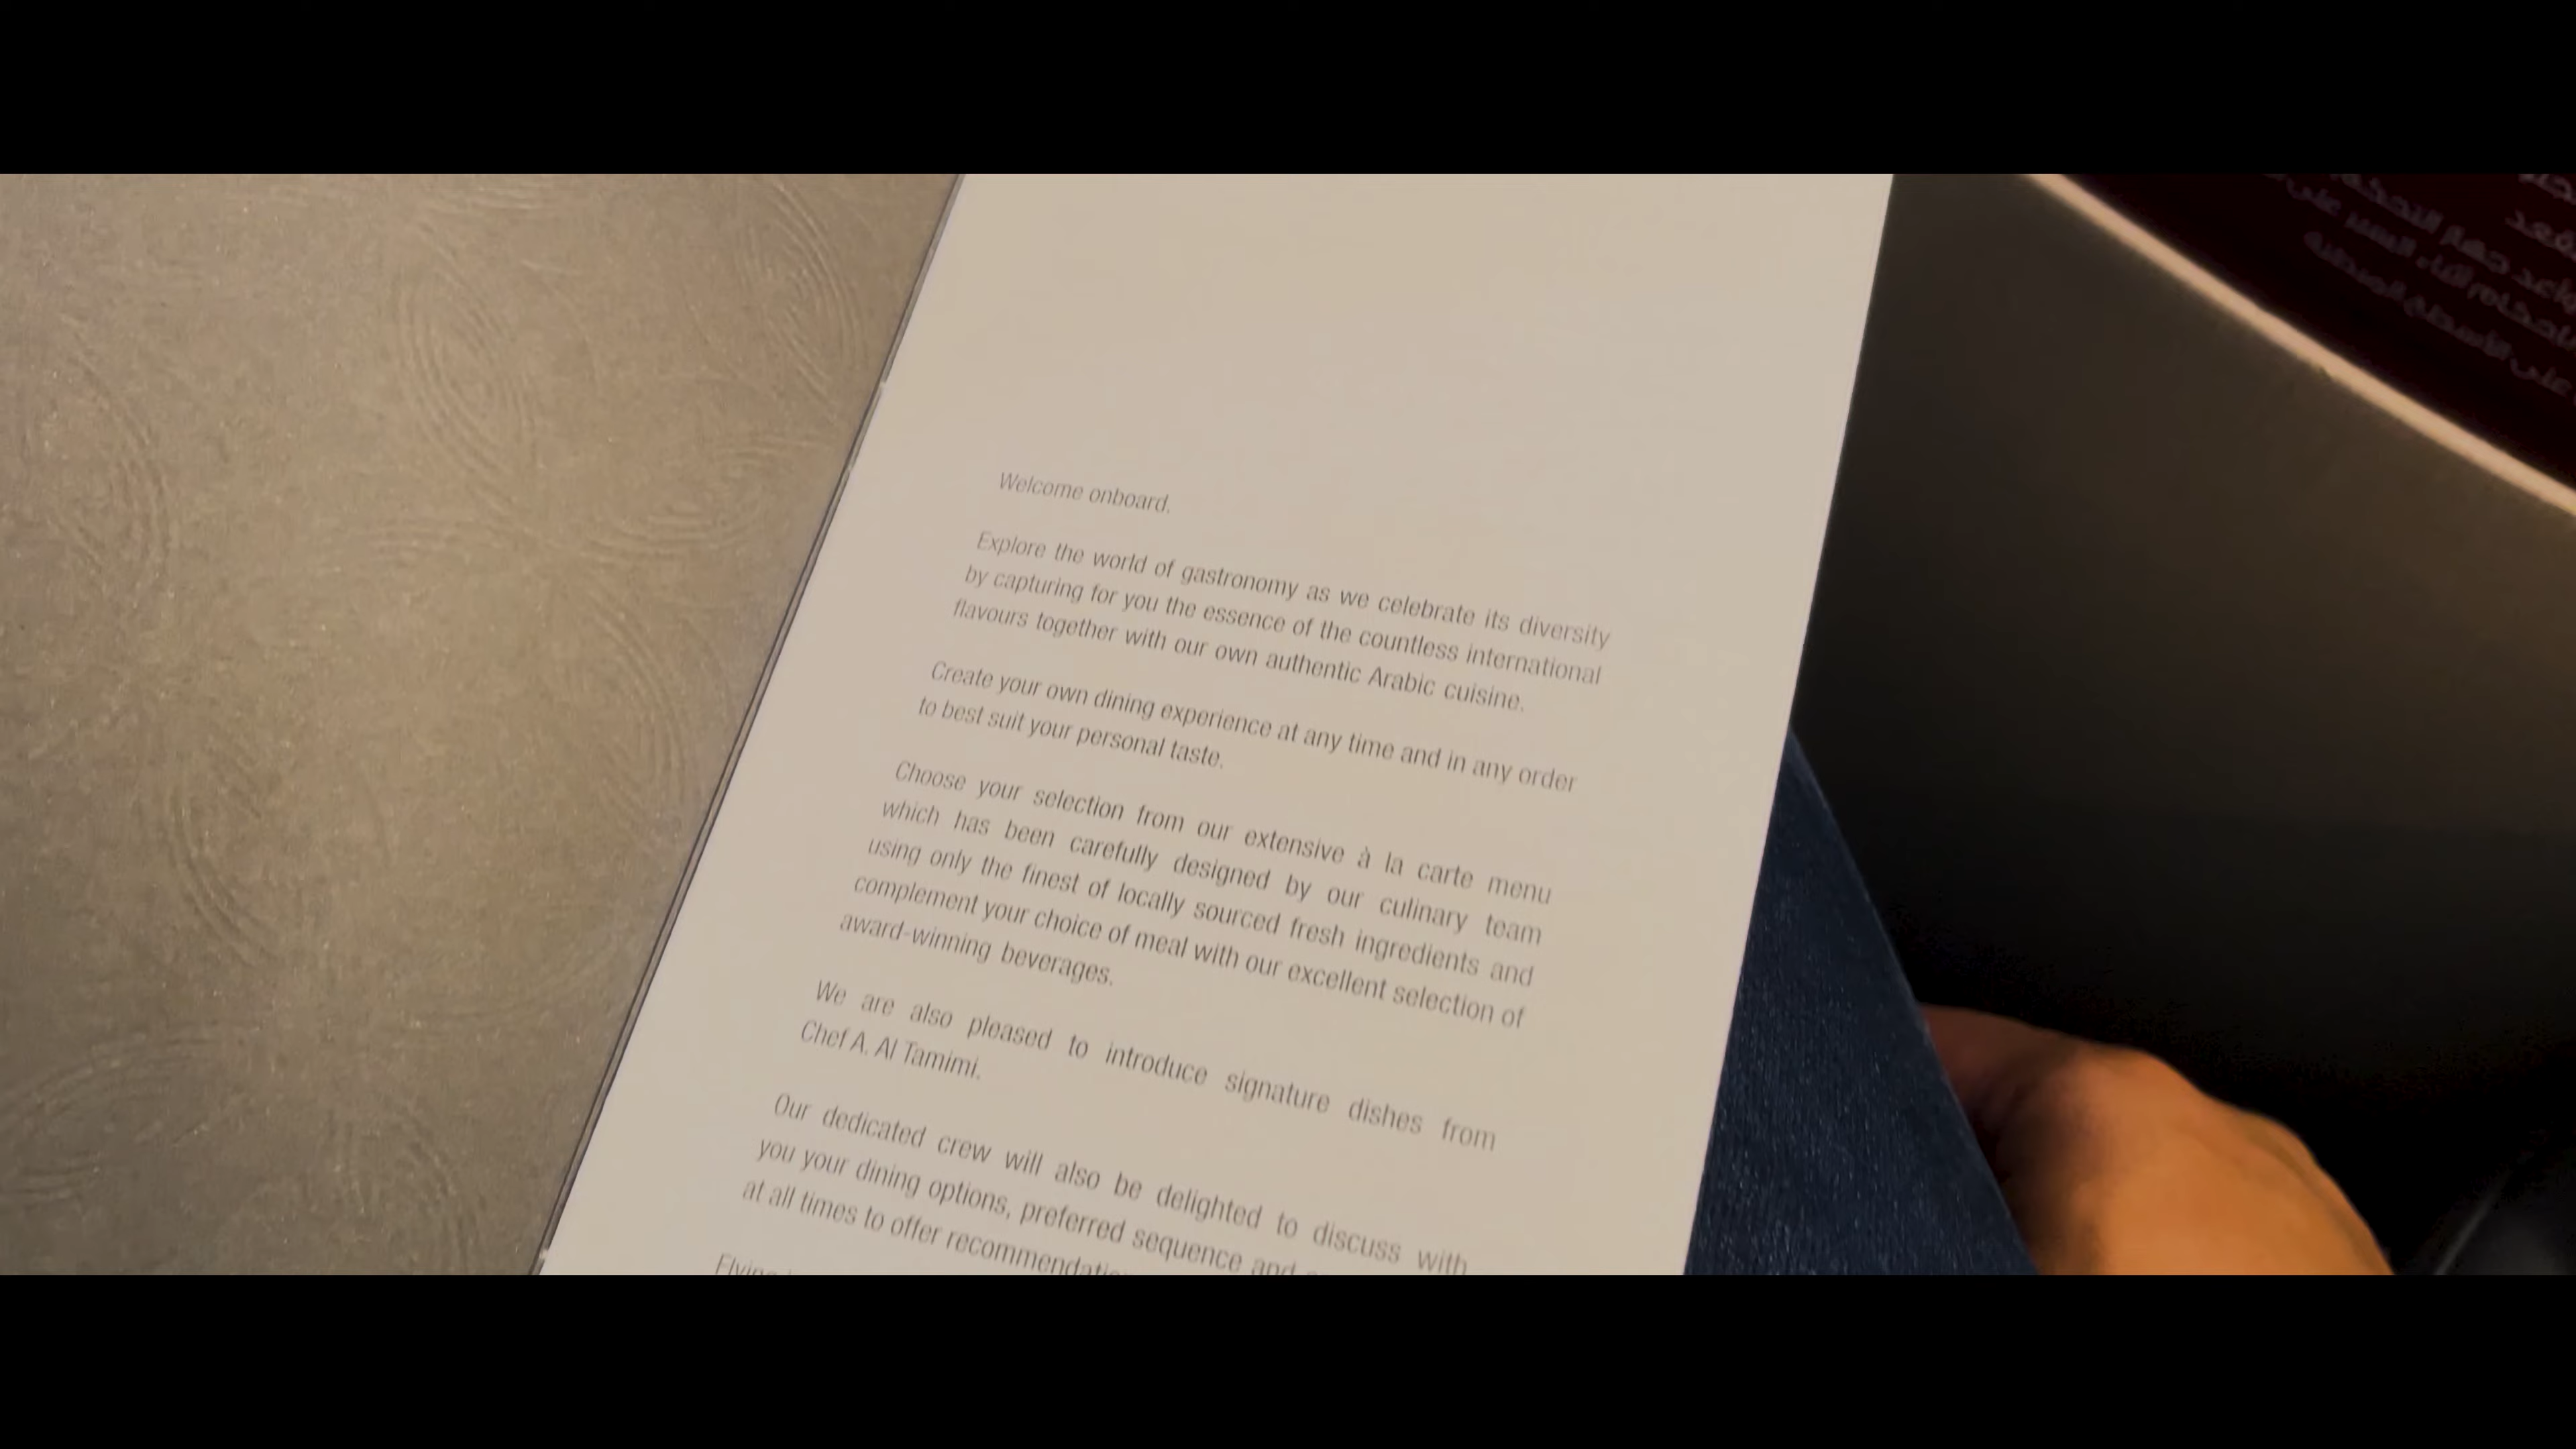 Welcome onboard.
Explore the world of gastronomy as we celebrate its diversity
by capturing for you the essence of the countless international
flavours together with our own authentic Arabic cuisine.
Create your own dining experience at any time and in any order
to best suit your personal taste.
Choose your selection from our extensive à la carte menu
which has been carefully designed by our culinary team
using only the finest of locally sourced fresh ingredients and
complement your choice of meal with our excellent selection of
award-winning beverages.
We are also pleased to introduce signature dishes from
Chef A. Al Tamimi.
Our dedicated crew will also be delighted to discuss with
you your dining options, preferred sequence and
at all times to offer
Flying